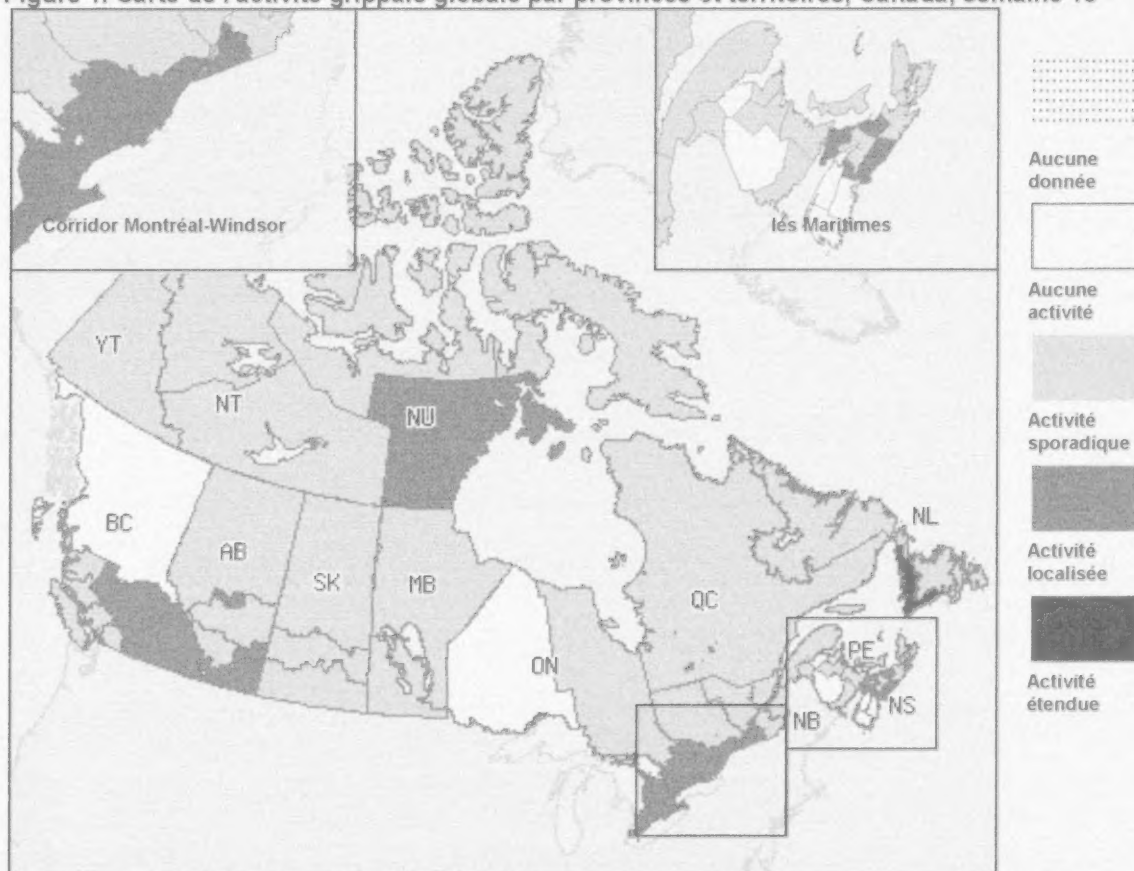 Corridor Montréal-Windsor
lés Maritimes
Aucune
donnée
Aucune
activité
Activité
sporadique
Activité
localisée
Activité
étendue
YT
NT
NU
BC
AB
SK
MB
ON
QC
NL
PE
NB
NS